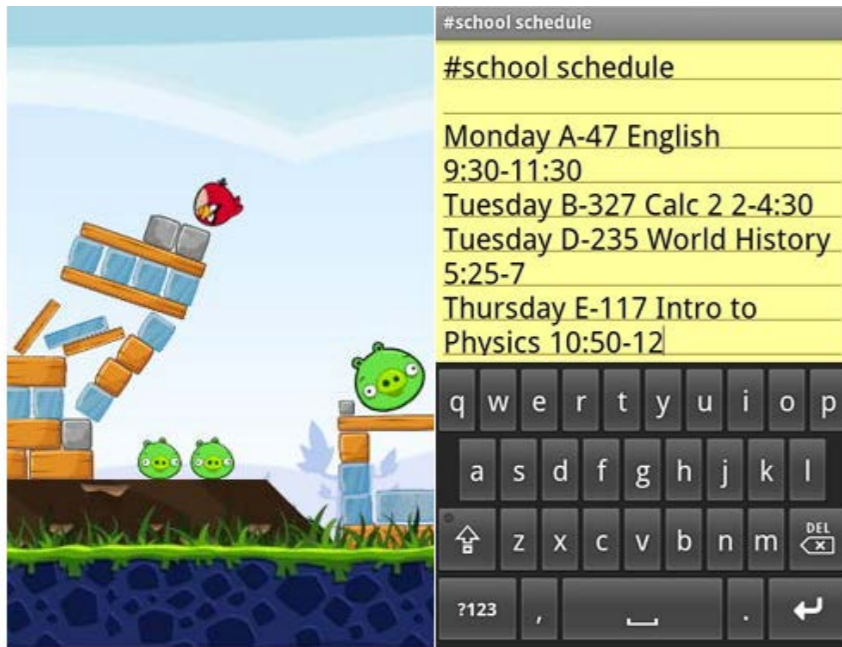 #school schedule
#school schedule
Monday A-47 English
9:30-11:30
Tuesday B-327 Calc 2 2-4:30
Tuesday D-235 World History
5:25-7
Thursday E-117 Intro to
Physics 10:50-12
q w e r t y u i o p
a s d f g h j k l
z x c v b n m DEL
?123 , .